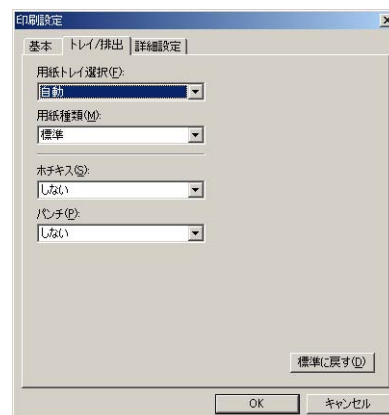 印刷設定
基本 トレイ/排出 詳細設定
用紙トレイ選択(F):
自動
用紙種類(M):
標準
ホチキス(S):
しない
パンチ(P):
しない
標準に戻す(D)
OK キャンセル